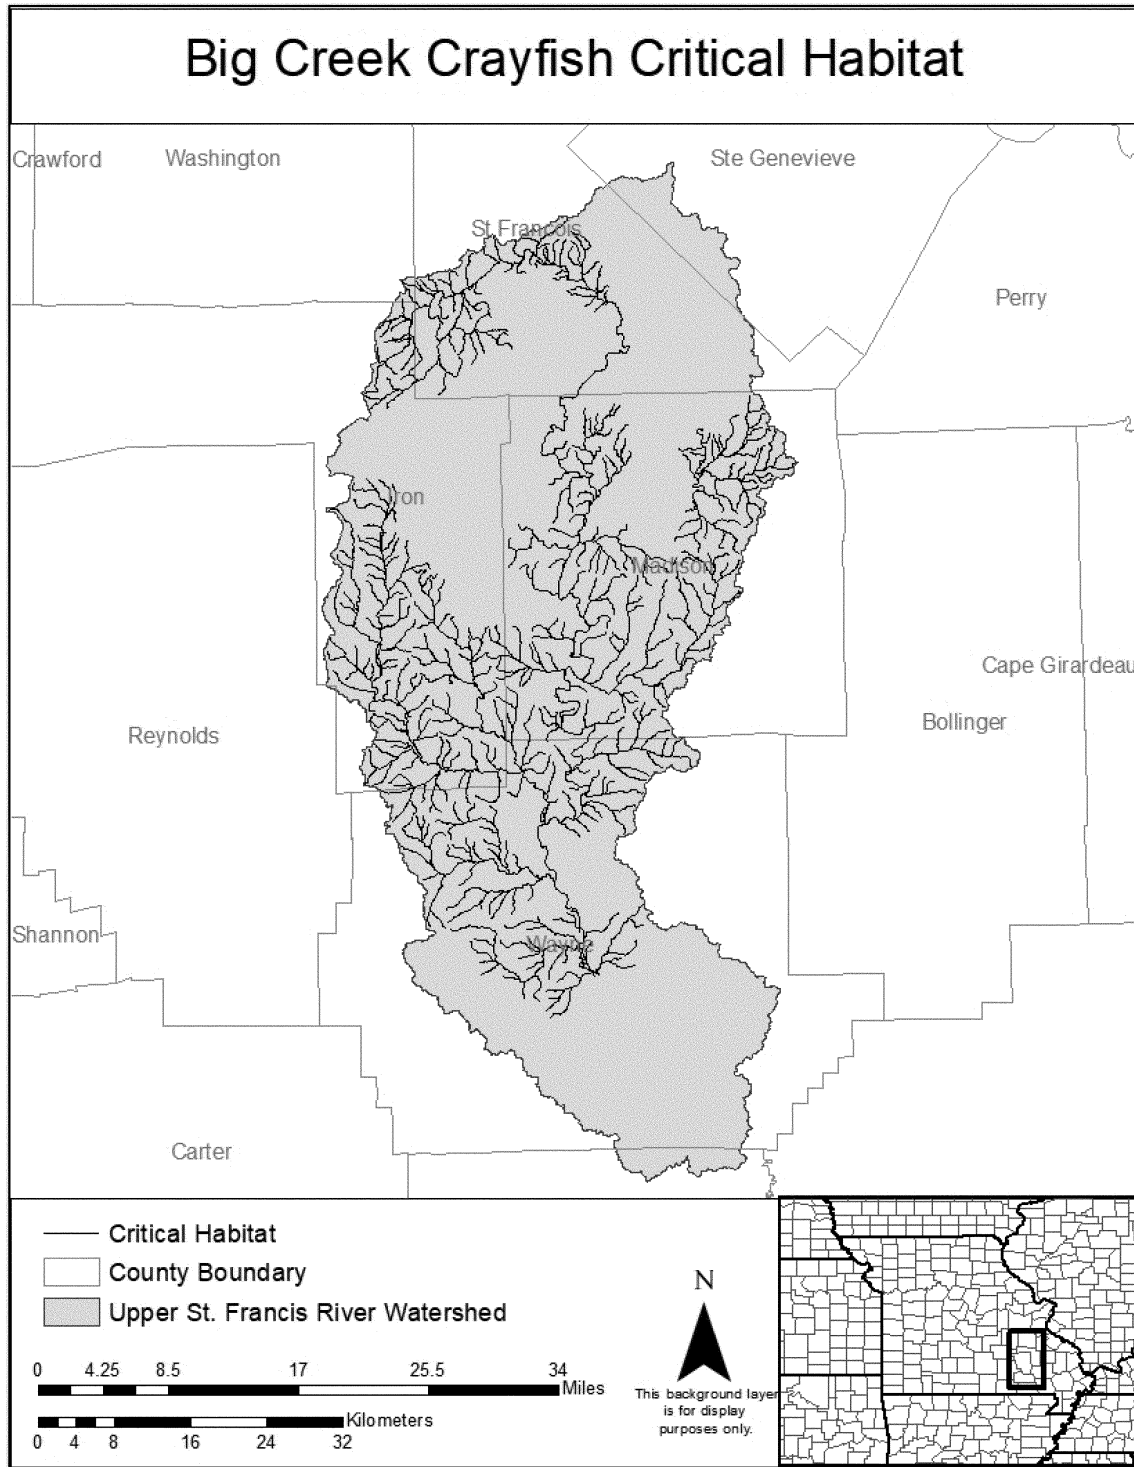 Big Creek Crayfish Critical Habitat
Crawford
Washington
Ste Genevieve
St Francois
Perry
Iron
Madison
Cape Girardeau
Bollinger
Reynolds
Shannon
Wayne
Carter
Critical Habitat
County Boundary
Upper St. Francis River Watershed
0 4.25 8.5 17 25.5 34
Miles
Kilometers
0 4 8 16 24 32
N
This background layer
is for display
purposes only.